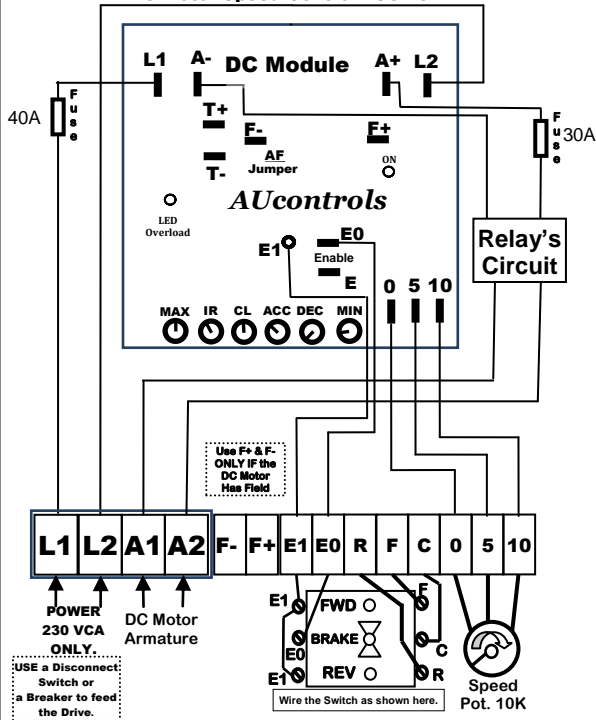 L1
A-
DC Module
A+
L2
40A
Fuse
T+
F-
F+
Fuse
30A
AF
Jumper
ON
T-
AUcontrols
LED
Overload
E1
E0
Enable
E
Relay's
Circuit
0 5 10
MAX IR CL ACC DEC MIN
Use F+ & F-
ONLY IF the
DC Motor
Has Field
L1 L2 A1 A2 F- F+ E1 E0 R F C 0 5 10
POWER
230 VCA
ONLY.
DC Motor
Armature
USE a Disconnect
Switch or
a Breaker to feed
the Drive.
E1
FWD
F
BRAKE
E0
C
E1
REV
R
Wire the Switch as shown here.
Speed
Pot. 10K